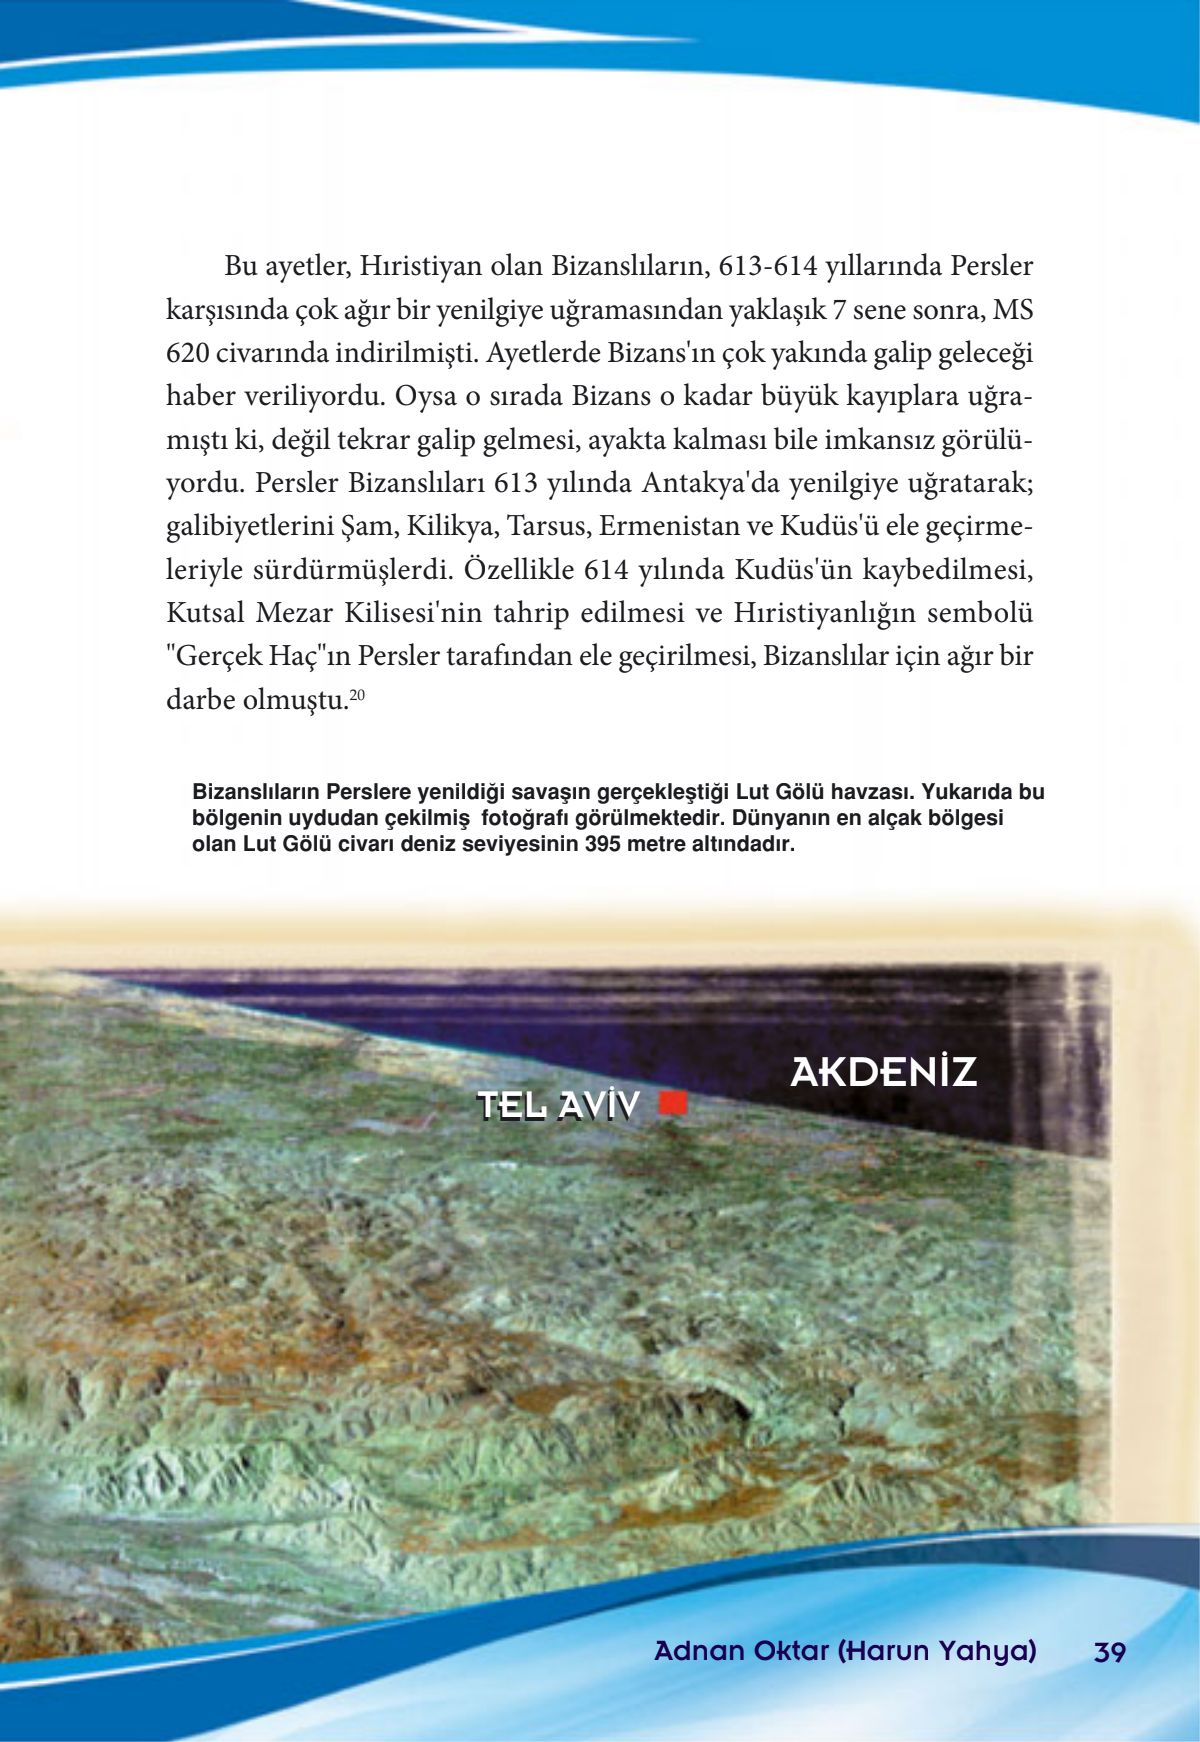 Bu ayetler, Hıristiyan olan Bizanslıların, 613-614 yıllarında Persler
karşısında çok ağır bir yenilgiye uğramasından yaklaşık 7 sene sonra, MS
620 civarında indirilmişti. Ayetlerde Bizans'ın çok yakında galip geleceği
haber veriliyordu. Oysa o sırada Bizans o kadar büyük kayıplara uğra-
mıştı ki, değil tekrar galip gelmesi, ayakta kalması bile imkansız görülü-
yordu. Persler Bizanslıları 613 yılında Antakya'da yenilgiye uğratarak;
galibiyetlerini Şam, Kilikya, Tarsus, Ermenistan ve Kudüs'ü ele geçirme-
leriyle sürdürmüşlerdi. Özellikle 614 yılında Kudüs'ün kaybedilmesi,
Kutsal Mezar Kilisesi'nin tahrip edilmesi ve Hıristiyanlığın sembolü
"Gerçek Haç"ın Persler tarafından ele geçirilmesi, Bizanslılar için ağır bir
darbe olmuştu.20
Bizanslıların Perslere yenildiği savaşın gerçekleştiği Lut Gölü havzası. Yukarıda bu
bölgenin uydudan çekilmiş fotoğrafı görülmektedir. Dünyanın en alçak bölgesi
olan Lut Gölü civarı deniz seviyesinin 395 metre altındadır.
AKDENİZ
TEL AVİV
Adnan Oktar (Harun Yahya) 39